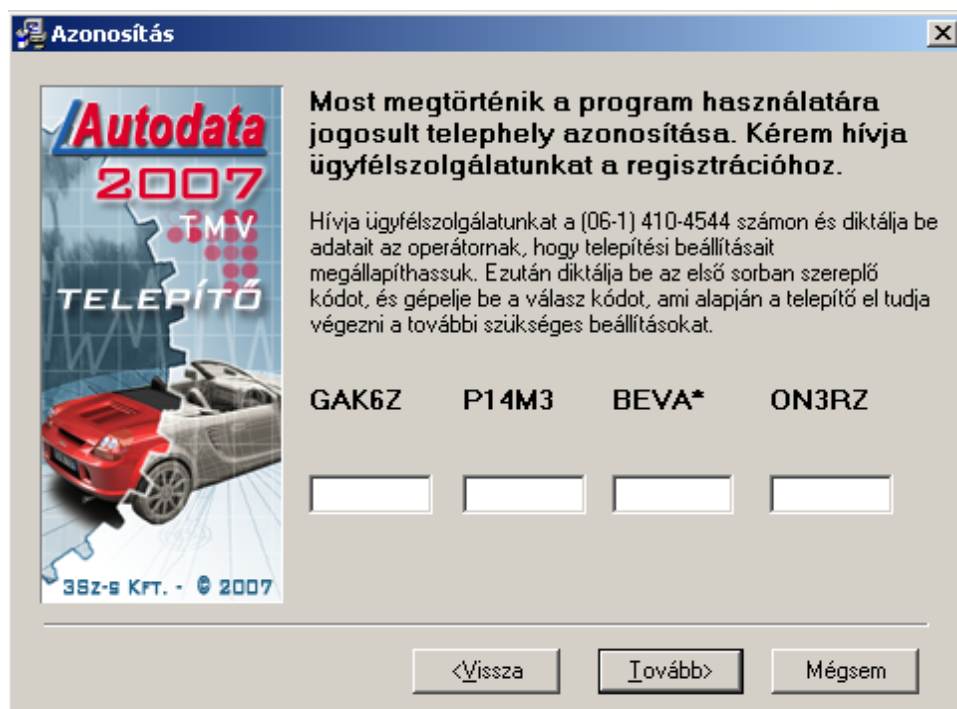 Azonosítás
Autodata
2007
TMV
TELEPÍTŐ
3Sz-s Kft. - © 2007
Most megtörténik a program használatára
jogosult telephely azonosítása. Kérem hívja
ügyfélszolgálatunkat a regisztrációhoz.
Hívja ügyfélszolgálatunkat a (06-1) 410-4544 számon és diktálja be
adatait az operátornak, hogy telepítési beállításait
megállapíthassuk. Ezután diktálja be az első sorban szereplő
kódot, és gépelje be a válasz kódot, ami alapján a telepítő el tudja
végezni a további szükséges beállításokat.
GAK6Z P14M3 BEVA* ON3RZ
<Vissza Tovább> Mégsem